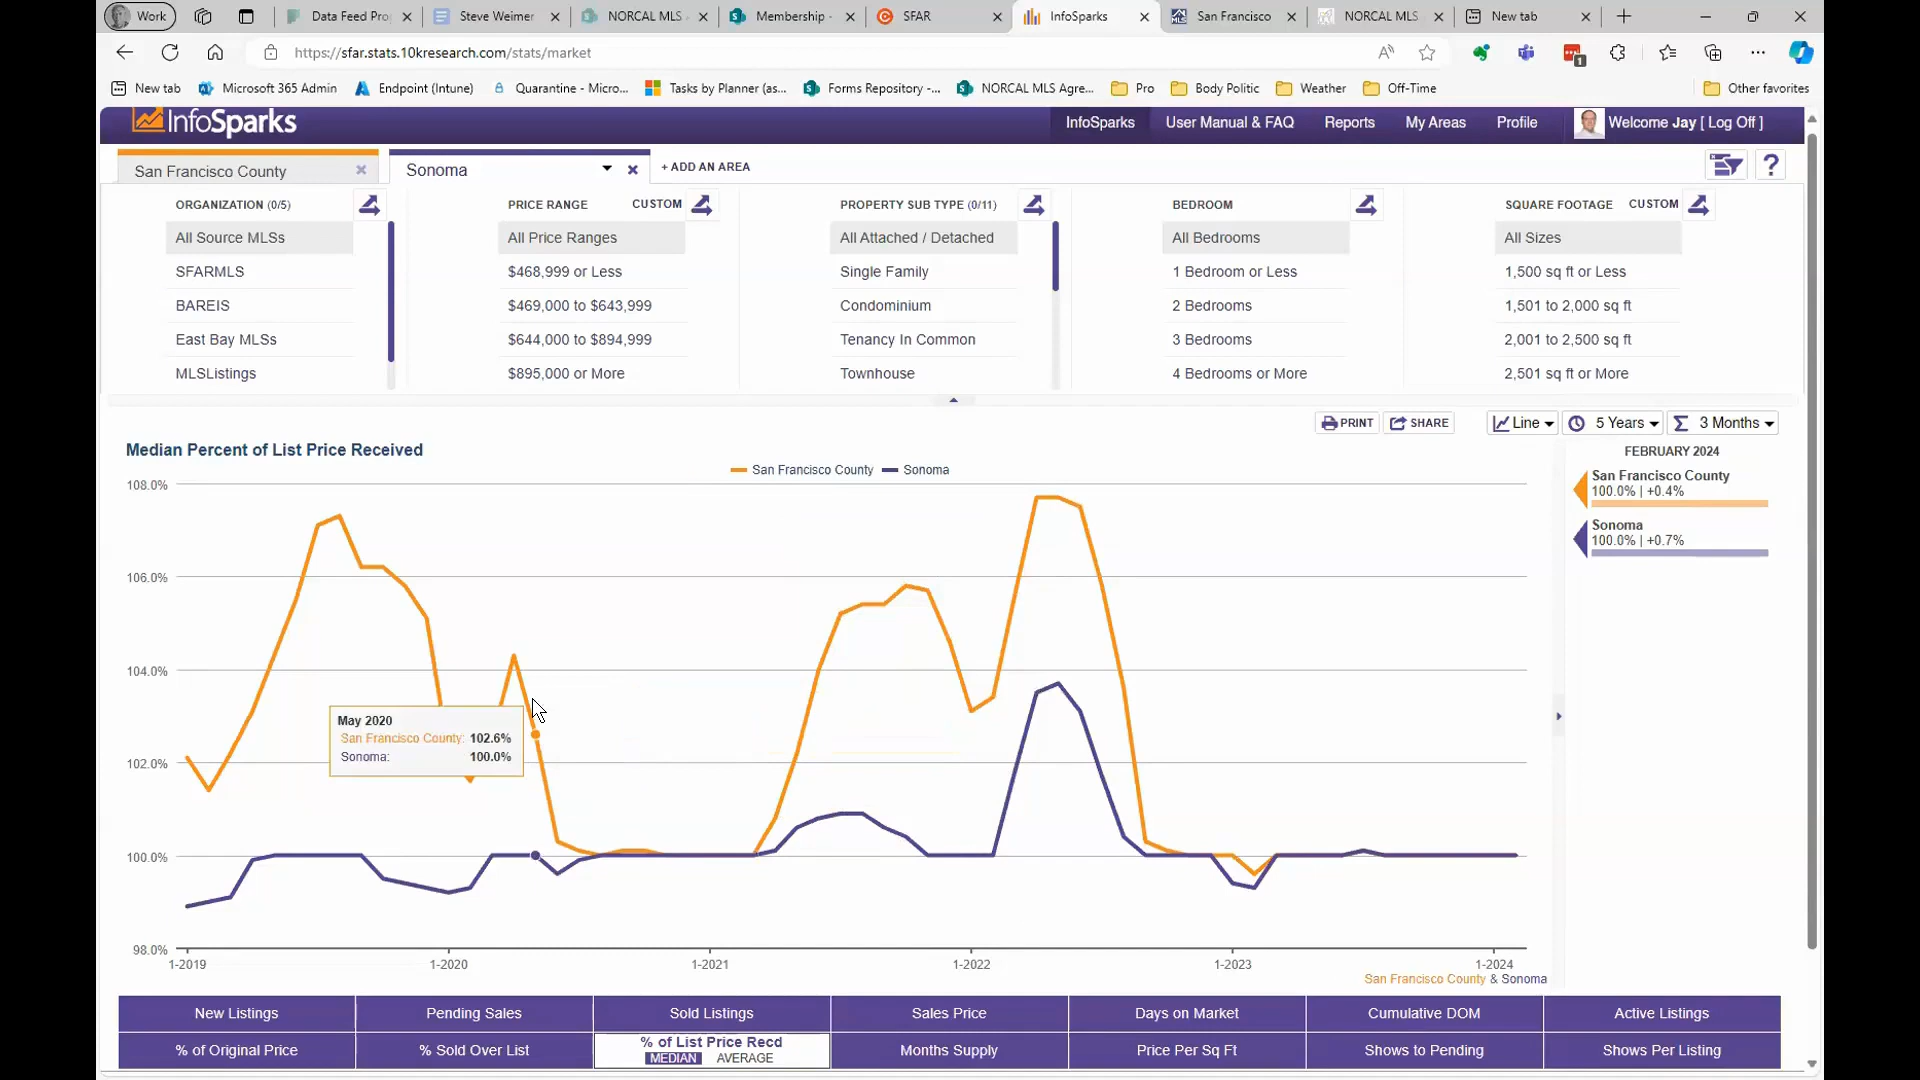 Work
Data Feed Pro
Steve Weimer
NORCAL MLS
Membership -
SFAR
InfoSparks
San Francisco
NORCAL MLS
New tab
https://sfar.stats.10kresearch.com/stats/market
1
New tab
Microsoft 365 Admin
Endpoint (Intune)
Quarantine - Micro...
Tasks by Planner (as...
Forms Repository -...
NORCAL MLS Agre...
Pro
Body Politic
Weather
Off-Time
Other favorites
InfoSparks
InfoSparks
User Manual & FAQ
Reports
My Areas
Profile
Welcome Jay [ Log Off ]
San Francisco County
Sonoma
+ ADD AN AREA
?
ORGANIZATION (0/5)
All Source MLSs
SFARMLS
BAREIS
East Bay MLSs
MLSListings
PRICE RANGE
CUSTOM
All Price Ranges
$468,999 or Less
$469,000 to $643,999
$644,000 to $894,999
$895,000 or More
PROPERTY SUB TYPE (0/11)
All Attached / Detached
Single Family
Condominium
Tenancy In Common
Townhouse
BEDROOM
All Bedrooms
1 Bedroom or Less
2 Bedrooms
3 Bedrooms
4 Bedrooms or More
SQUARE FOOTAGE
CUSTOM
All Sizes
1,500 sq ft or Less
1,501 to 2,000 sq ft
2,001 to 2,500 sq ft
2,501 sq ft or More
PRINT
SHARE
Line
5 Years
3 Months
Median Percent of List Price Received
San Francisco County
Sonoma
FEBRUARY 2024
San Francisco County
100.0% | +0.4%
Sonoma
100.0% | +0.7%
108.0%
106.0%
104.0%
102.0%
100.0%
98.0%
May 2020
San Francisco County: 102.6%
Sonoma: 100.0%
1-2019
1-2020
1-2021
1-2022
1-2023
1-2024
San Francisco County & Sonoma
New Listings
Pending Sales
Sold Listings
Sales Price
Days on Market
Cumulative DOM
Active Listings
% of Original Price
% Sold Over List
% of List Price Recd
MEDIAN
AVERAGE
Months Supply
Price Per Sq Ft
Shows to Pending
Shows Per Listing